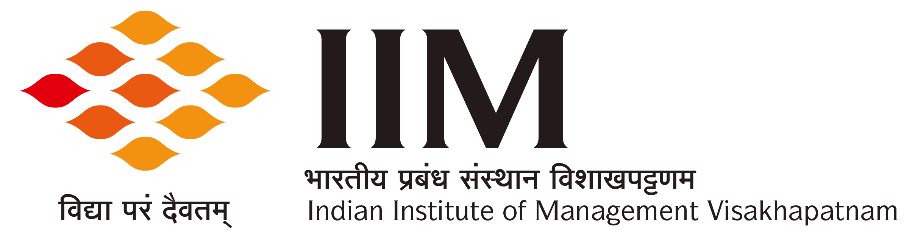 IIM
भारतीय प्रबंध संस्थान विशाखपट्टणम
Indian Institute of Management Visakhapatnam
विद्या परं दैवतम्